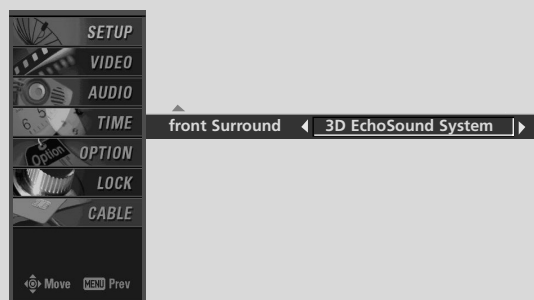 SETUP
VIDEO
AUDIO
TIME
front Surround 3D EchoSound System
OPTION
LOCK
CABLE
Move MENU Prev